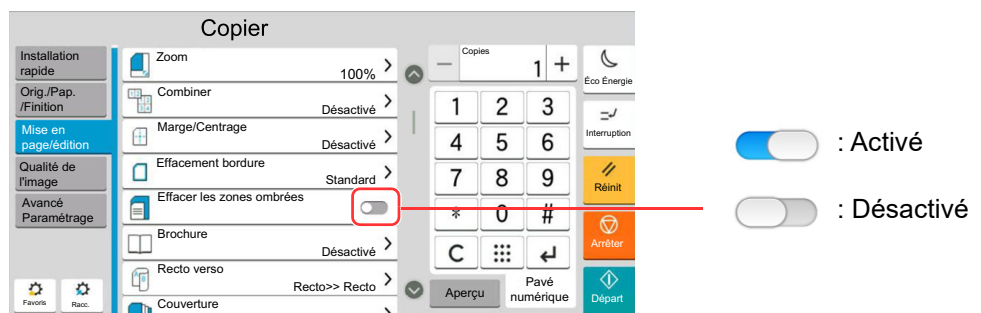 Copier
Installation
rapide
Orig./Pap.
/Finition
Mise en
page/édition
Qualité de
l'image
Avancé
Paramétrage
Favoris
Racc.
Zoom
100%
Combiner
Désactivé
Marge/Centrage
Désactivé
Effacement bordure
Standard
Effacer les zones ombrées
Brochure
Désactivé
Recto verso
Recto>> Recto
Couverture
Copies
− 1 +
1 2 3
4 5 6
7 8 9
* 0 #
C
Aperçu
Pavé
numérique
Éco Énergie
Interruption
Réinit
Arrêter
Départ
: Activé
: Désactivé